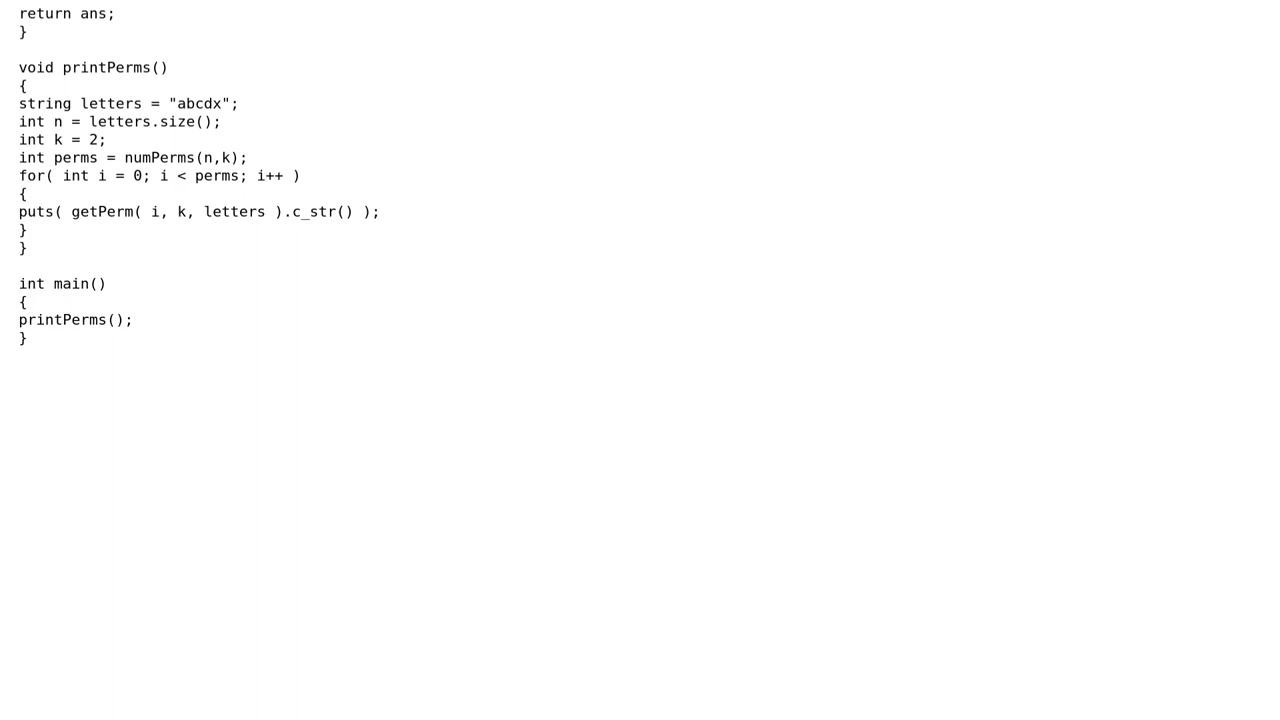 return ans;
}

void printPerms()
{
string letters = "abcdx";
int n = letters.size();
int k = 2;
int perms = numPerms(n,k);
for( int i = 0; i < perms; i++ )
{
puts( getPerm( i, k, letters ).c_str() );
}
}

int main()
{
printPerms();
}